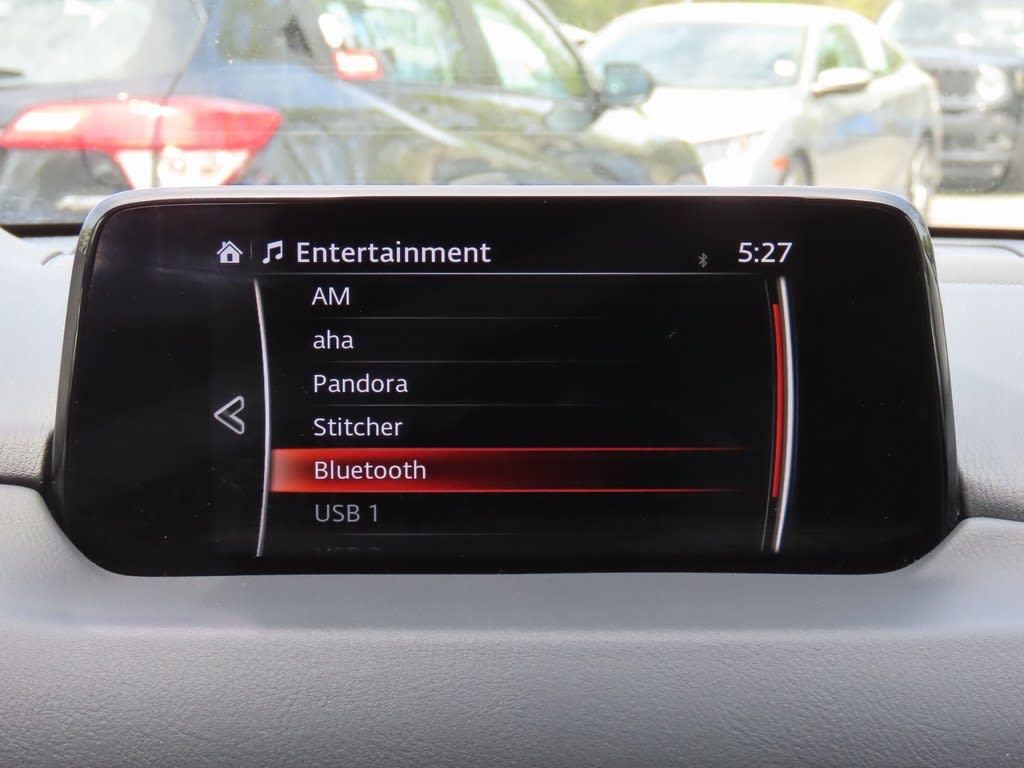 Entertainment 5:27
AM
aha
Pandora
Stitcher
Bluetooth
USB 1